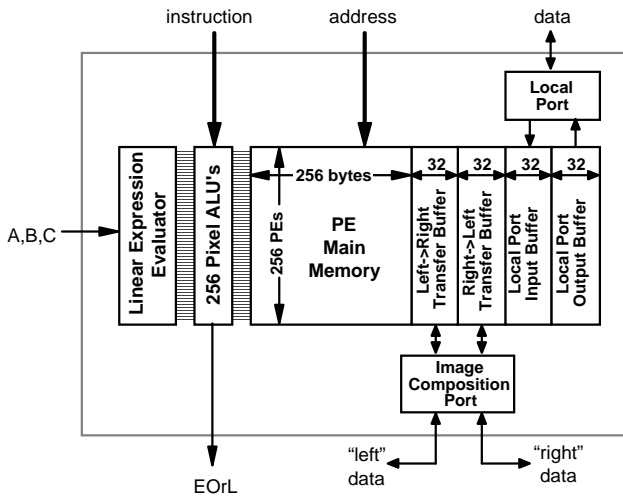 instruction
address
data
Local
Port
A,B,C
Linear Expression
Evaluator
256 Pixel ALU's
256 bytes
256 PEs
PE
Main
Memory
32
32
32
32
Left->Right
Transfer Buffer
Right->Left
Transfer Buffer
Local Port
Input Buffer
Local Port
Output Buffer
Image
Composition
Port
“left”
data
“right”
data
EOrL